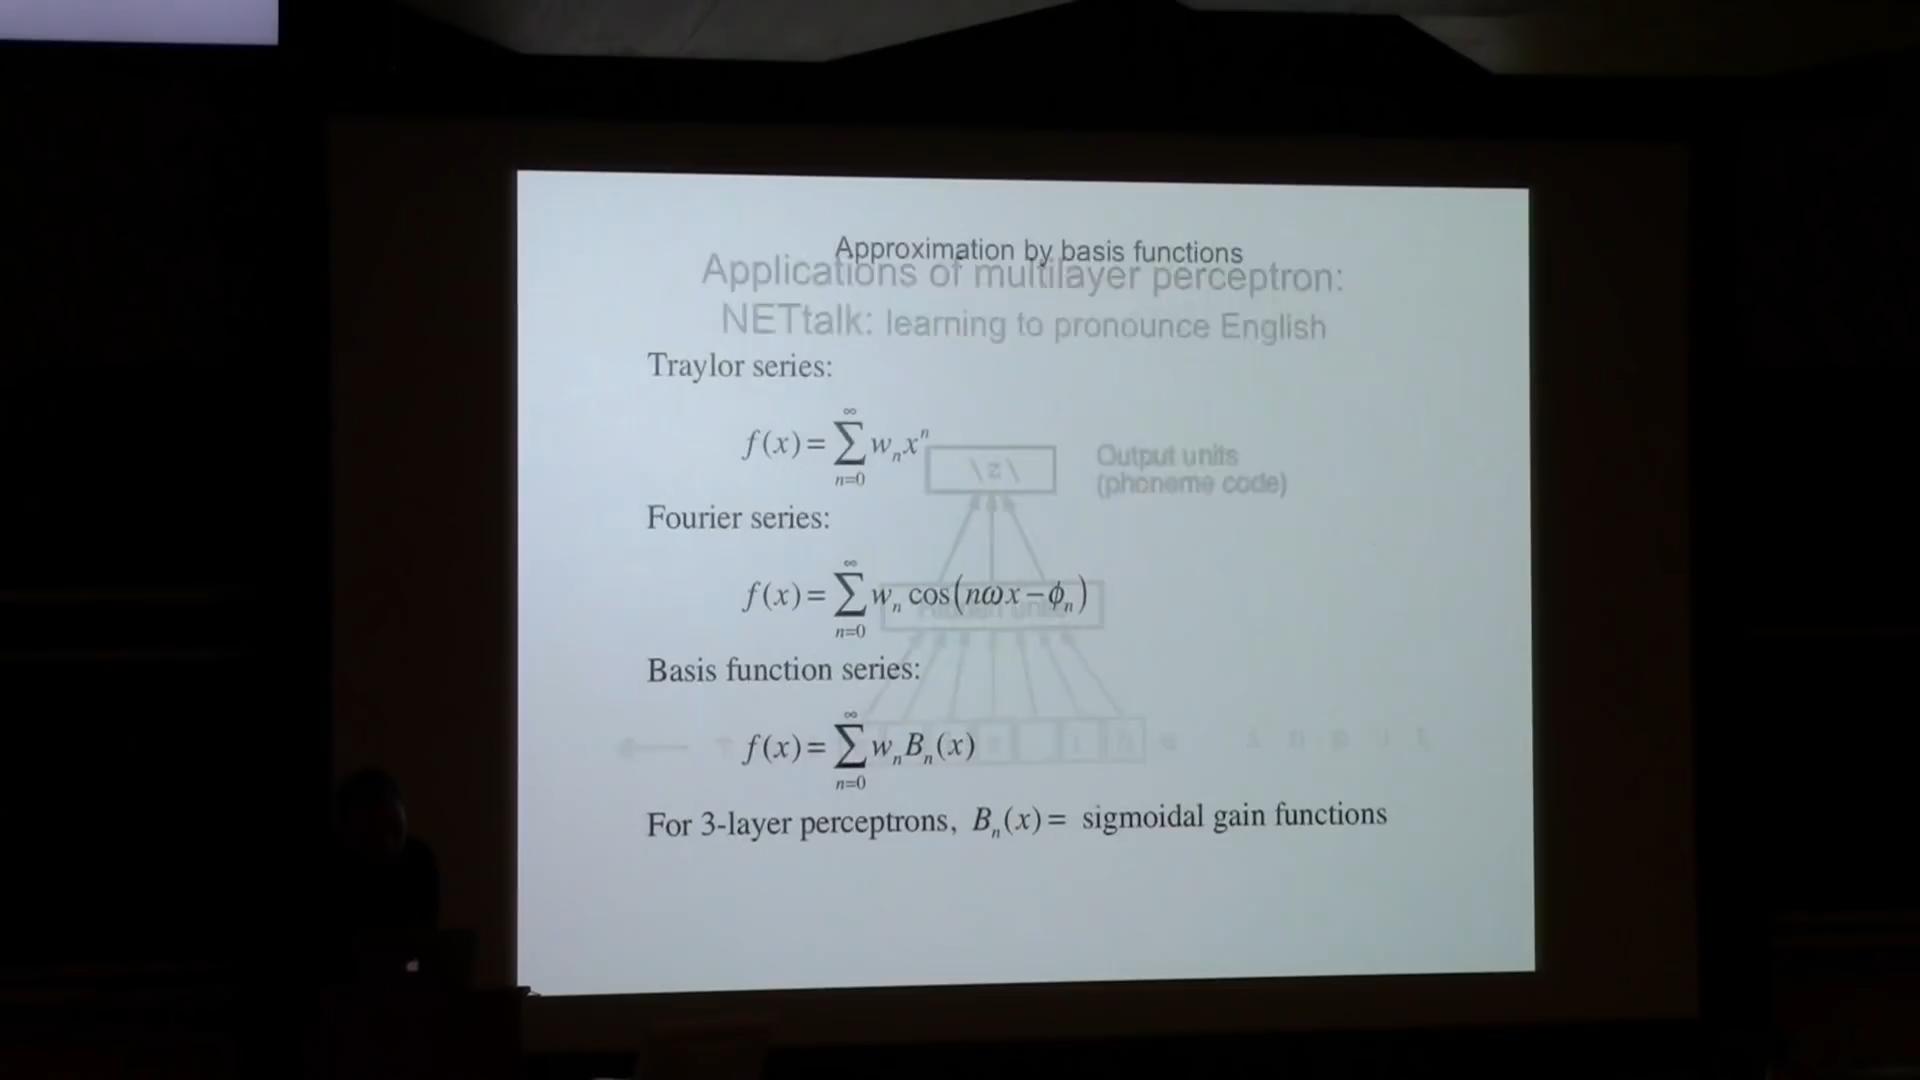 Approximation by basis functions
Applications of multilayer perceptron:
NETtalk: learning to pronounce English
Traylor series:
f(x) = ∑_{n=0}^{∞} w_n x^n
\ z \
Output units
(phoneme code)
Fourier series:
f(x) = ∑_{n=0}^{∞} w_n cos(nωx − ϕ_n)
Basis function series:
f(x) = ∑_{n=0}^{∞} w_n B_n(x)
For 3-layer perceptrons, B_n(x) = sigmoidal gain functions